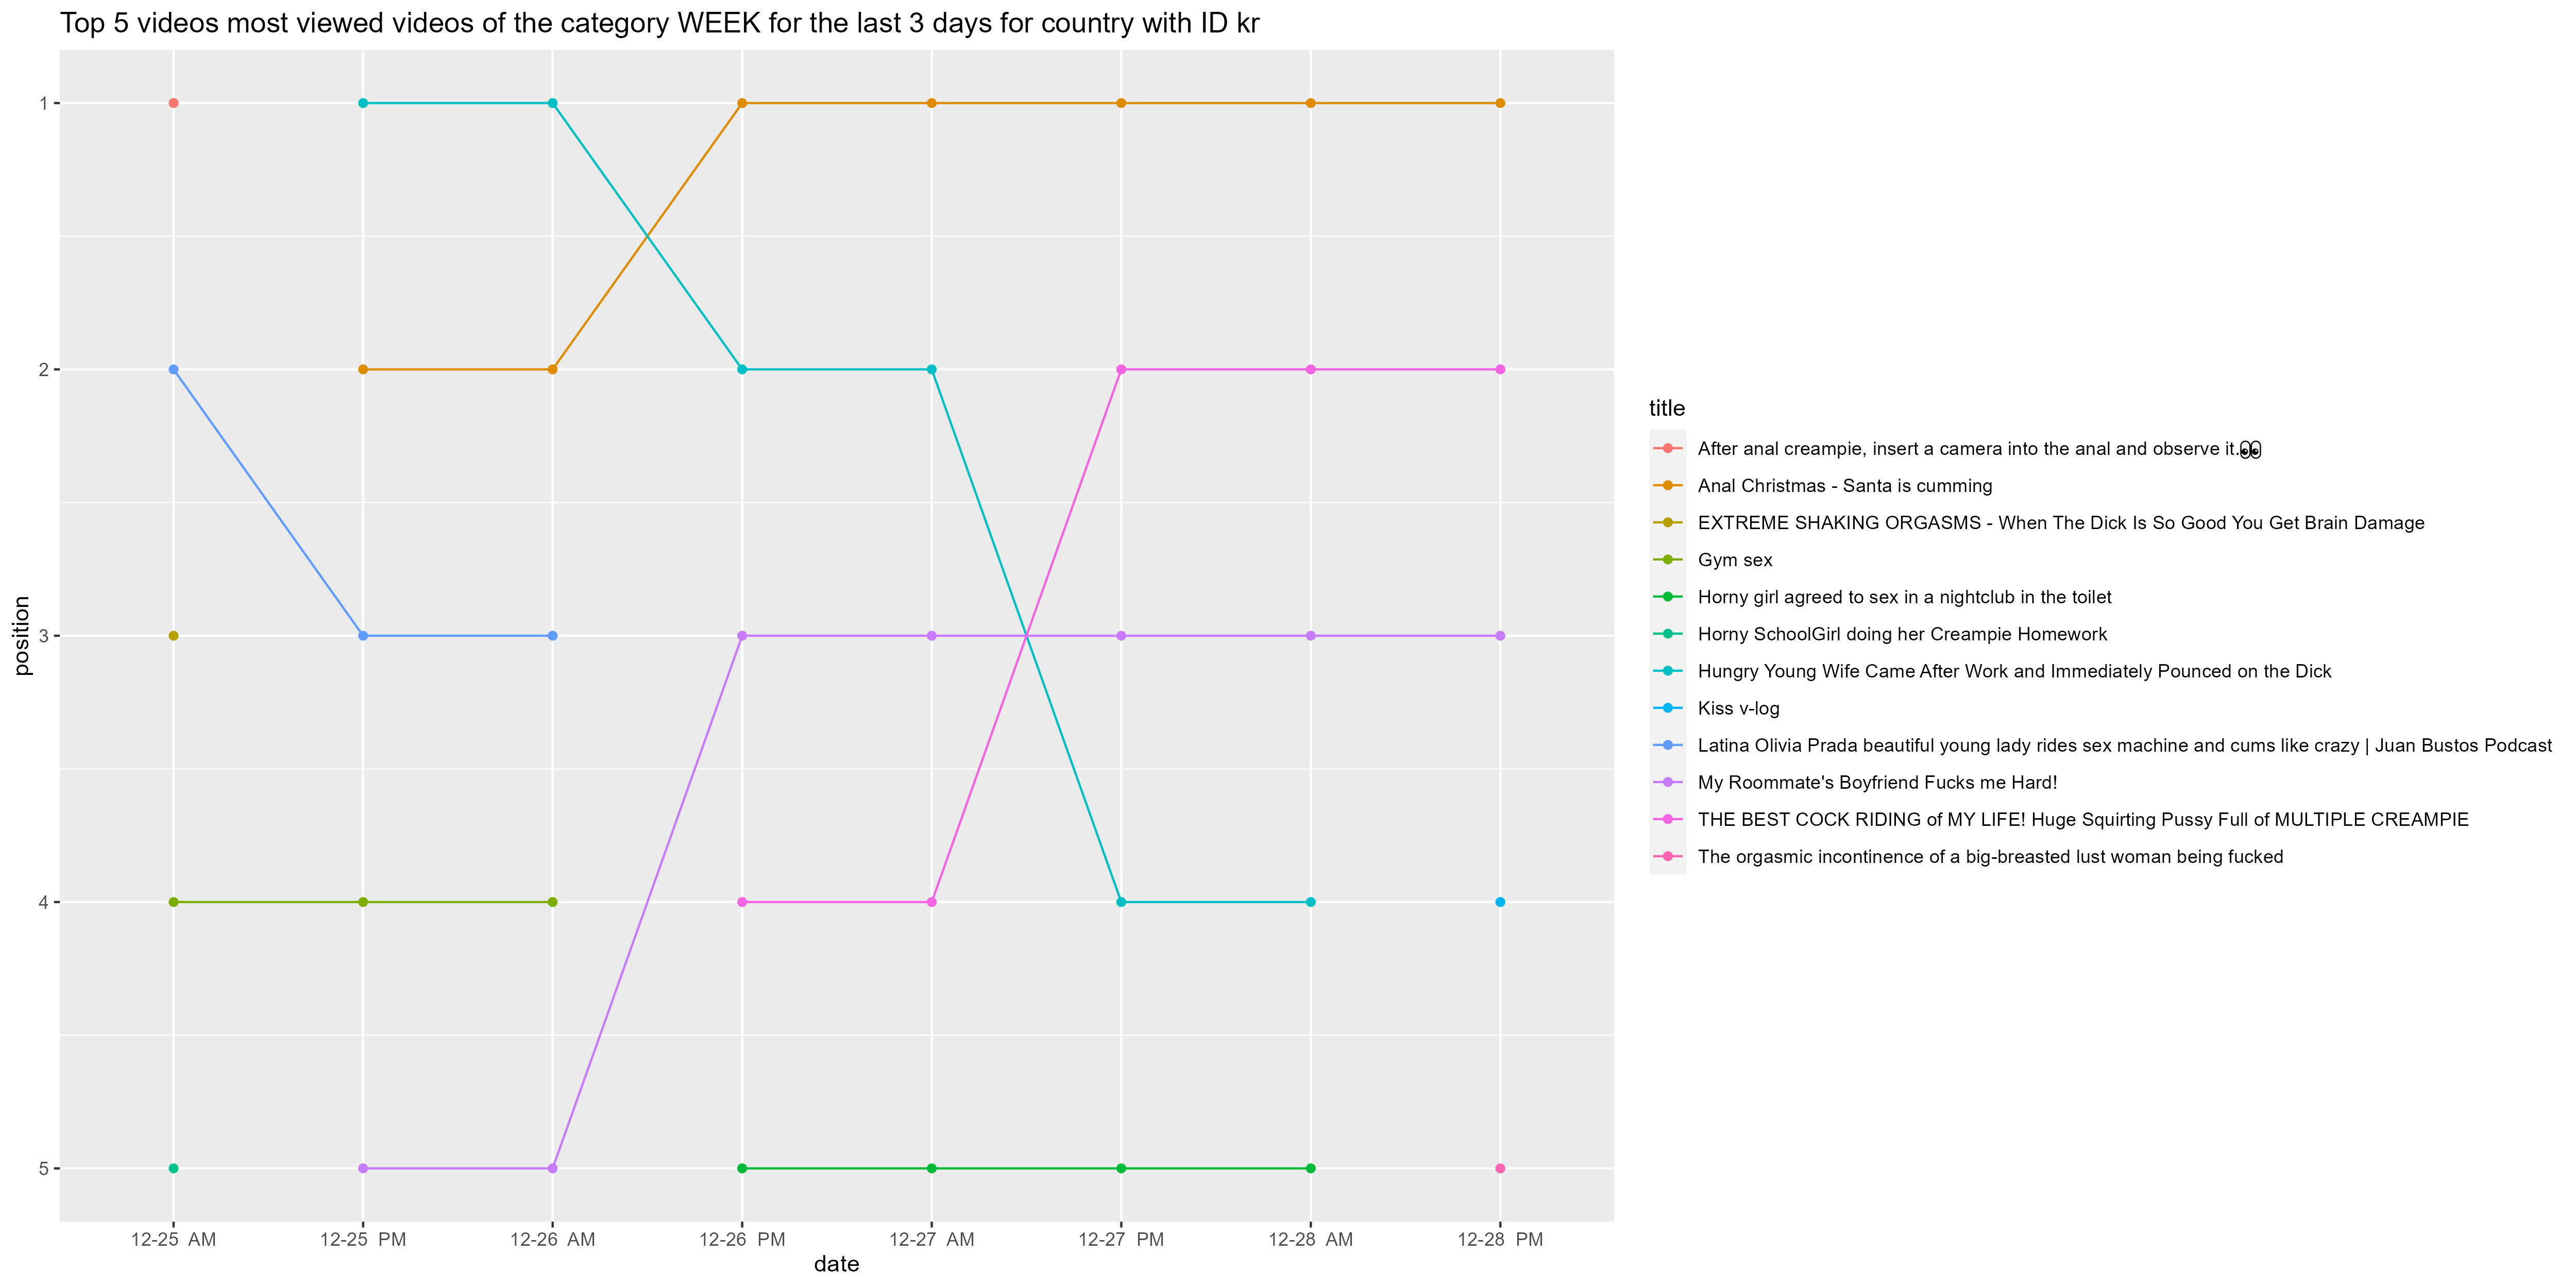 Top 5 videos most viewed videos of the category WEEK for the last 3 days for country with ID kr
position
1
2
3
4
5
12-25 AM
12-25 PM
12-26 AM
12-26 PM
12-27 AM
12-27 PM
12-28 AM
12-28 PM
date
title
After anal creampie, insert a camera into the anal and observe it.👀
Anal Christmas - Santa is cumming
EXTREME SHAKING ORGASMS - When The Dick Is So Good You Get Brain Damage
Gym sex
Horny girl agreed to sex in a nightclub in the toilet
Horny SchoolGirl doing her Creampie Homework
Hungry Young Wife Came After Work and Immediately Pounced on the Dick
Kiss v-log
Latina Olivia Prada beautiful young lady rides sex machine and cums like crazy | Juan Bustos Podcast
My Roommate's Boyfriend Fucks me Hard!
THE BEST COCK RIDING of MY LIFE! Huge Squirting Pussy Full of MULTIPLE CREAMPIE
The orgasmic incontinence of a big-breasted lust woman being fucked